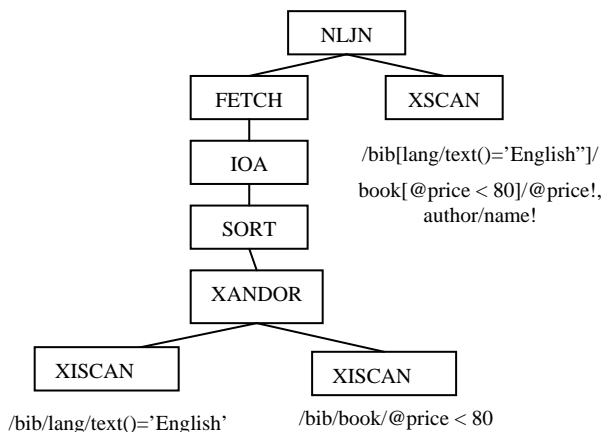 NLJN
FETCH
XSCAN
/bib[lang/text()=’English”]/
book[@price < 80]/@price!,
author/name!
IOA
SORT
XANDOR
XISCAN
XISCAN
/bib/lang/text()=’English’
/bib/book/@price < 80